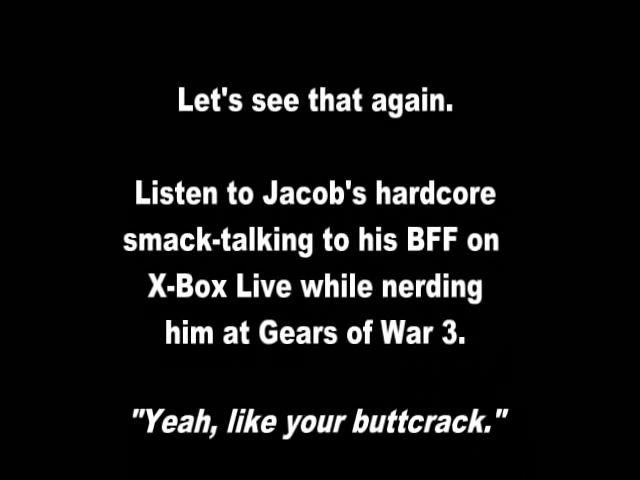 Let's see that again.
Listen to Jacob's hardcore
smack-talking to his BFF on
X-Box Live while nerding
him at Gears of War 3.
"Yeah, like your buttcrack."